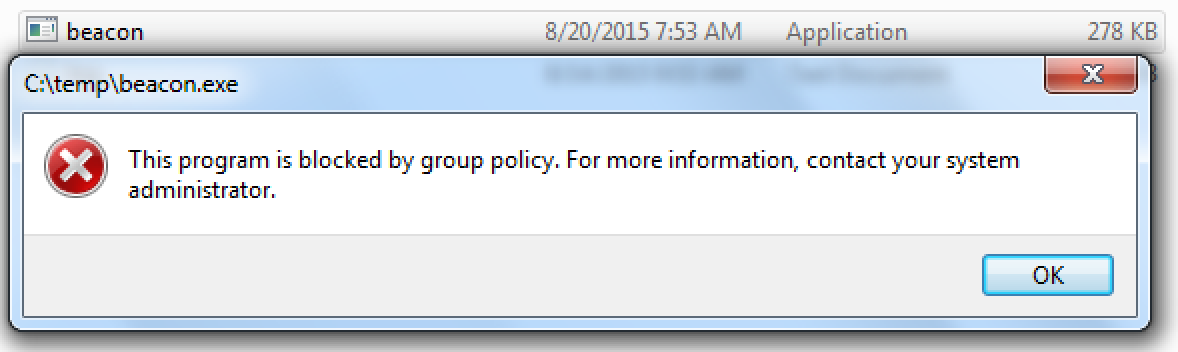 beacon 8/20/2015 7:53 AM Application 278 KB
C:\temp\beacon.exe
This program is blocked by group policy. For more information, contact your system
administrator.
OK